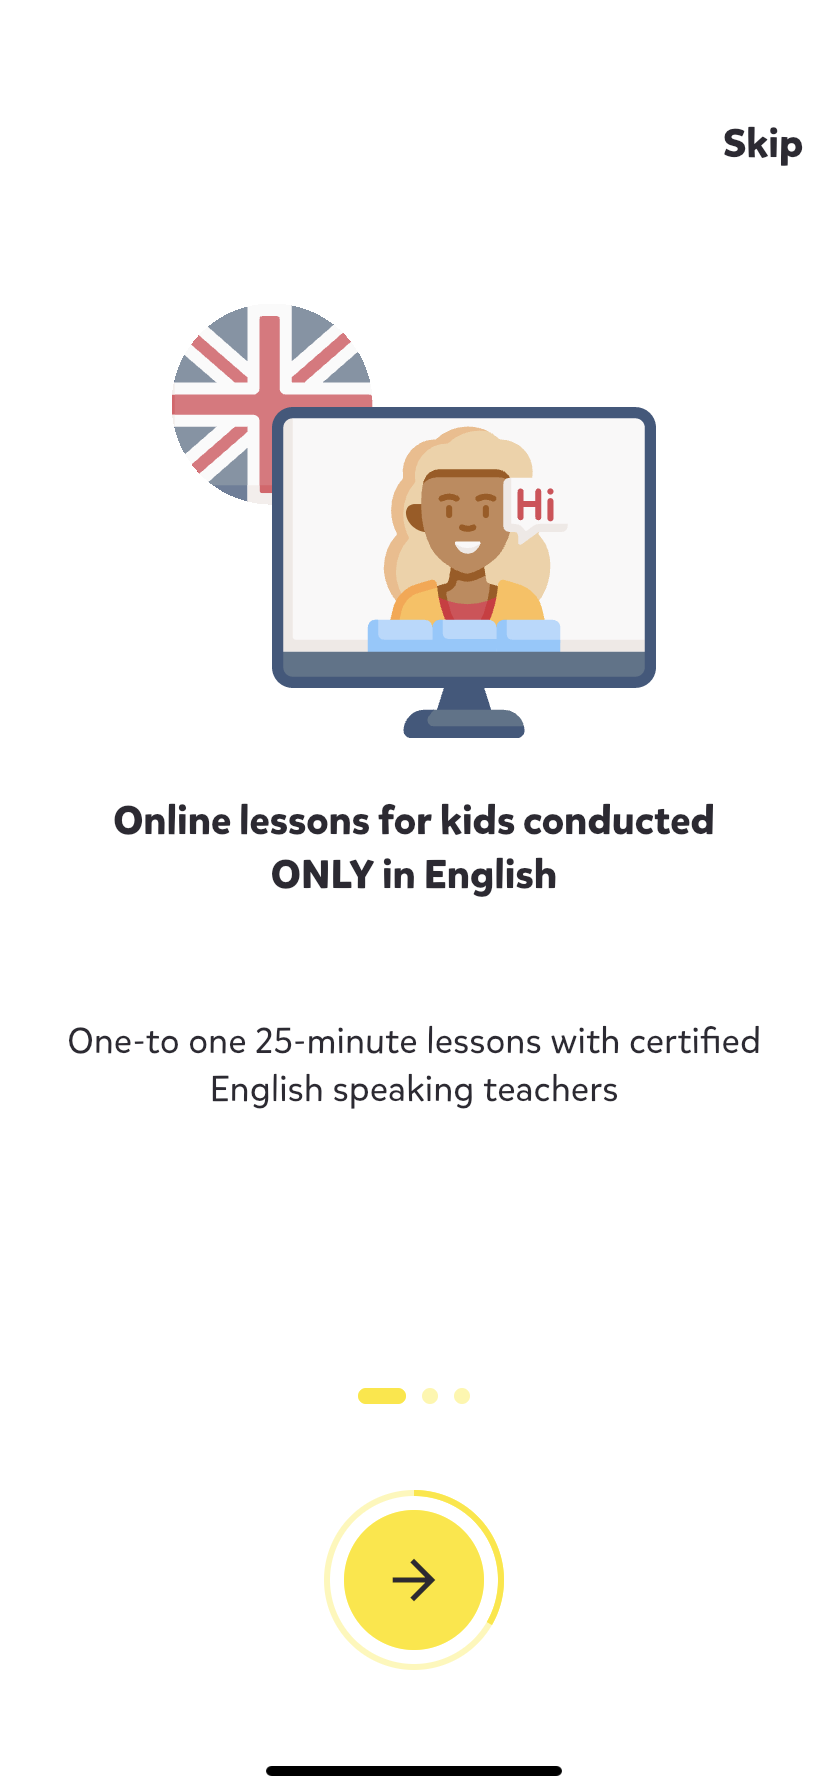 Skip
Hi
Online lessons for kids conducted
ONLY in English
One-to one 25-minute lessons with certified
English speaking teachers